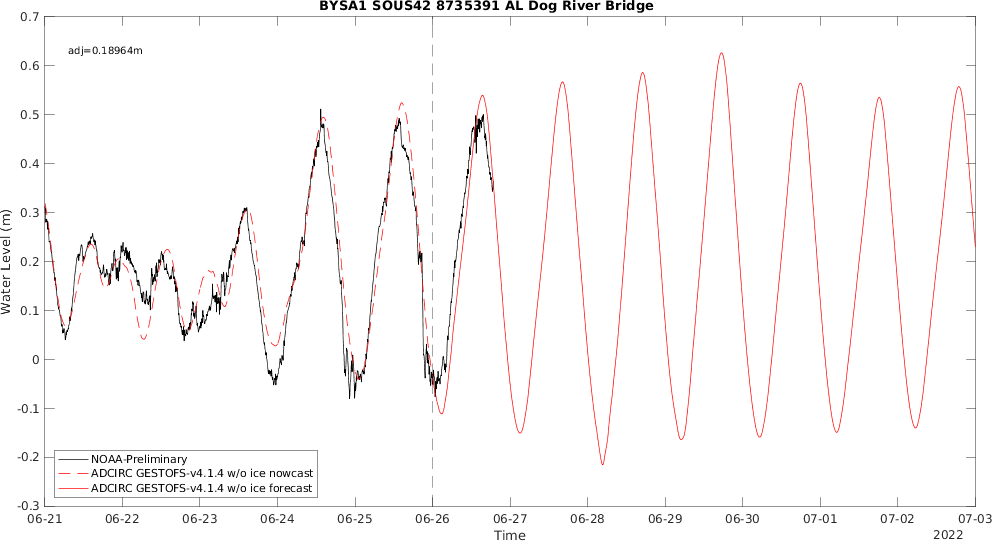 BYSA1 SOUS42 8735391 AL Dog River Bridge
adj=0.18964m
0.7
0.6
0.5
0.4
0.3
0.2
0.1
0
-0.1
-0.2
-0.3
Water Level (m)
NOAA-Preliminary
ADCIRC GESTOFS-v4.1.4 w/o ice nowcast
ADCIRC GESTOFS-v4.1.4 w/o ice forecast
06-21 06-22 06-23 06-24 06-25 06-26 06-27 06-28 06-29 06-30 07-01 07-02 07-03
Time
2022